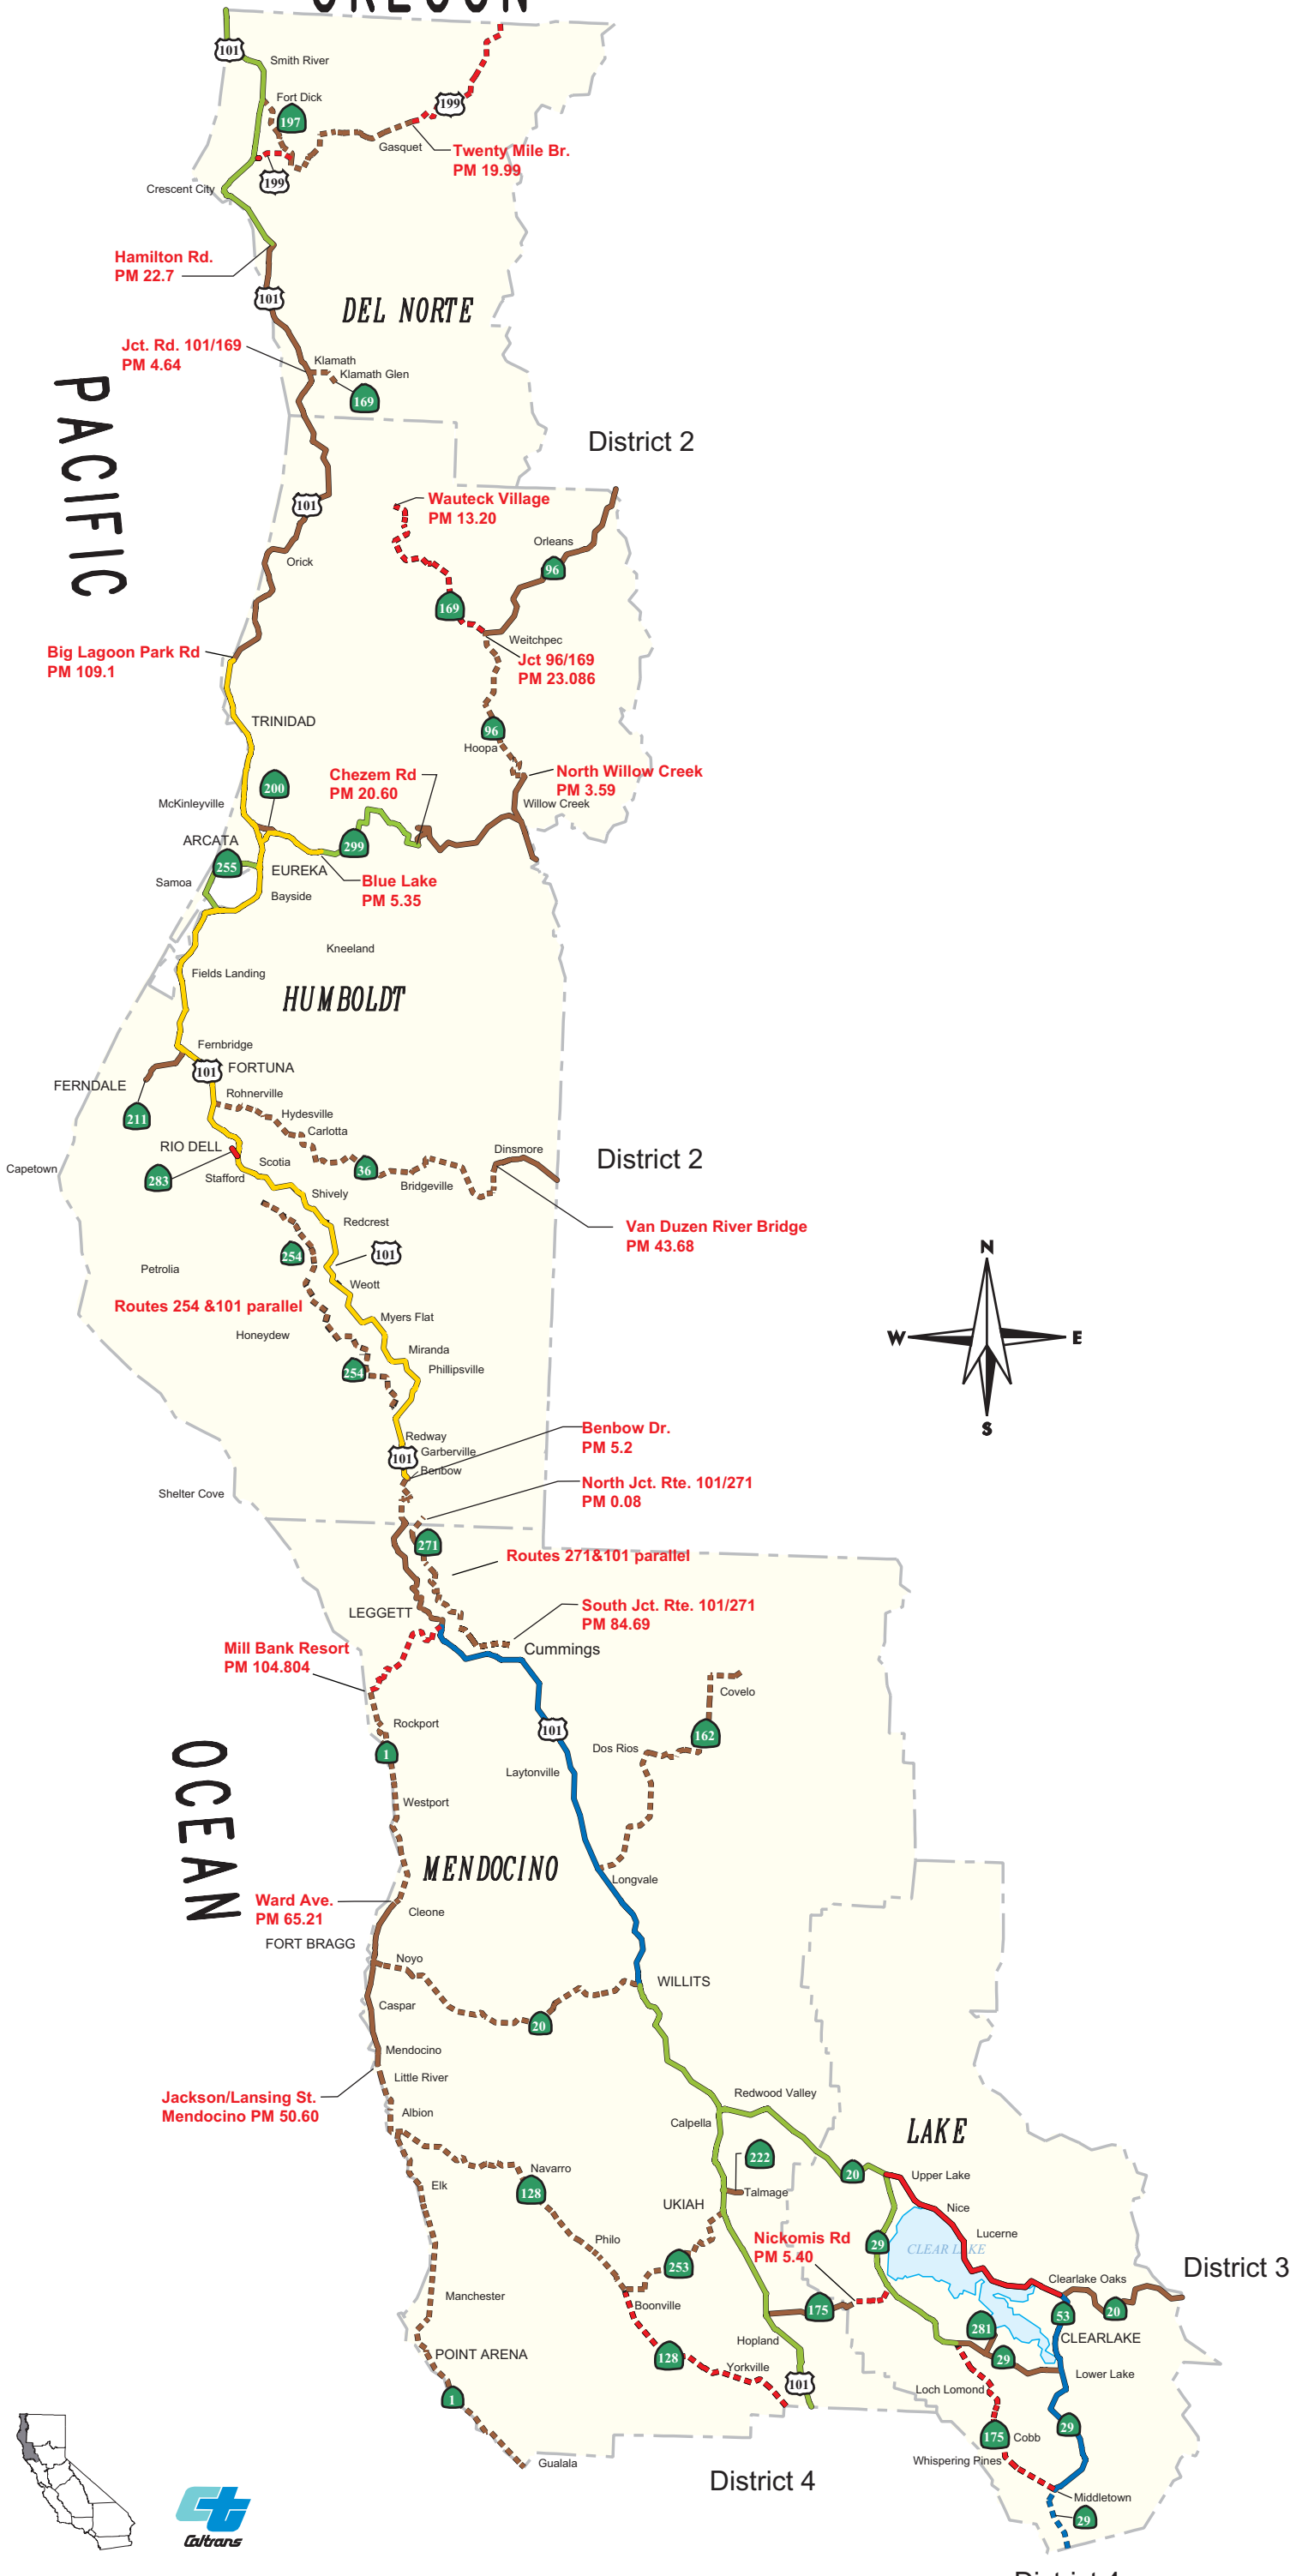 OREGON
101
Smith River
Fort Dick
197
199
Gasquet
Twenty Mile Br.
PM 19.99
199
Crescent City
Hamilton Rd.
PM 22.7
101
DEL NORTE
Jct. Rd. 101/169
PM 4.64
Klamath
Klamath Glen
169
PACIFIC
District 2
101
Wauteck Village
PM 13.20
Orleans
96
Orick
169
Weitchpec
Big Lagoon Park Rd
PM 109.1
Jct 96/169
PM 23.086
TRINIDAD
96
Hoopa
200
Chezem Rd
PM 20.60
North Willow Creek
PM 3.59
McKinleyville
Willow Creek
ARCATA
299
255
EUREKA
Samoa
Blue Lake
PM 5.35
Bayside
Kneeland
Fields Landing
HUMBOLDT
Fernbridge
101
FORTUNA
FERNDALE
Rohnerville
211
Hydesville
Carlotta
RIO DELL
Dinsmore
District 2
Capetown
Scotia
36
283
Stafford
Bridgeville
Shively
Redcrest
Van Duzen River Bridge
PM 43.68
254
101
Petrolia
Weott
Routes 254 &101 parallel
Myers Flat
Honeydew
Miranda
254
Phillipsville
N
W
E
S
Redway
Benbow Dr.
PM 5.2
101
Garberville
Benbow
Shelter Cove
North Jct. Rte. 101/271
PM 0.08
271
Routes 271&101 parallel
LEGGETT
South Jct. Rte. 101/271
PM 84.69
Mill Bank Resort
PM 104.804
Cummings
Covelo
Rockport
101
162
1
Dos Rios
Laytonville
OCEAN
Westport
MENDOCINO
Longvale
Ward Ave.
PM 65.21
Cleone
FORT BRAGG
Noyo
WILLITS
Caspar
20
Mendocino
Little River
Jackson/Lansing St.
Mendocino PM 50.60
Redwood Valley
Albion
Calpella
LAKE
222
Navarro
20
Upper Lake
Elk
128
Talmage
UKIAH
Nice
Philo
Nickomis Rd
PM 5.40
Lucerne
29
CLEAR LAKE
253
Clearlake Oaks
District 3
Manchester
Boonville
175
53
20
281
CLEARLAKE
Hopland
POINT ARENA
128
29
Yorkville
Lower Lake
101
Loch Lomond
1
29
175
Cobb
Whispering Pines
Gualala
District 4
Middletown
29
Caltrans
District 4